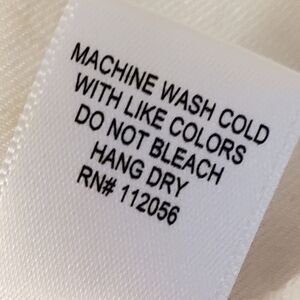 MACHINE WASH COLD
WITH LIKE COLORS
DO NOT BLEACH
HANG DRY
RN# 112056